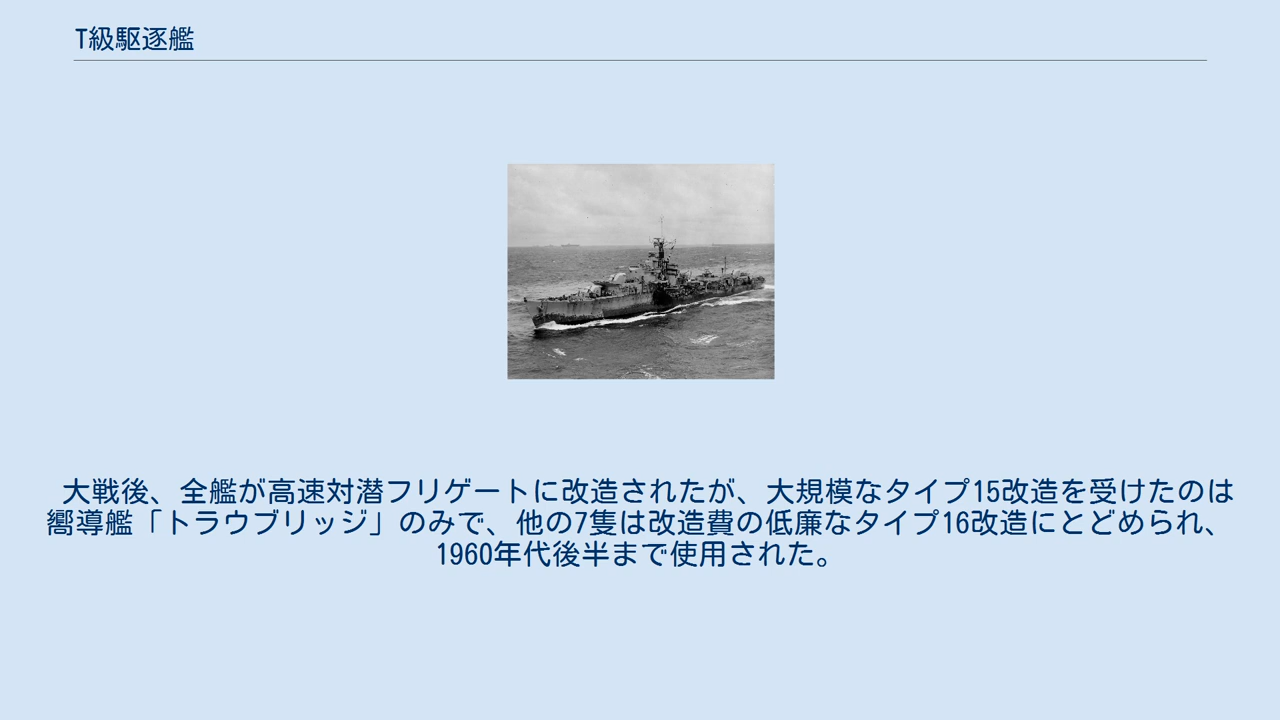 T級駆逐艦
大戦後、全艦が高速対潜フリゲートに改造されたが、大規模なタイプ15改造を受けたのは
嚮導艦「トラウブリッジ」のみで、他の7隻は改造費の低廉なタイプ16改造にとどめられ、
1960年代後半まで使用された。